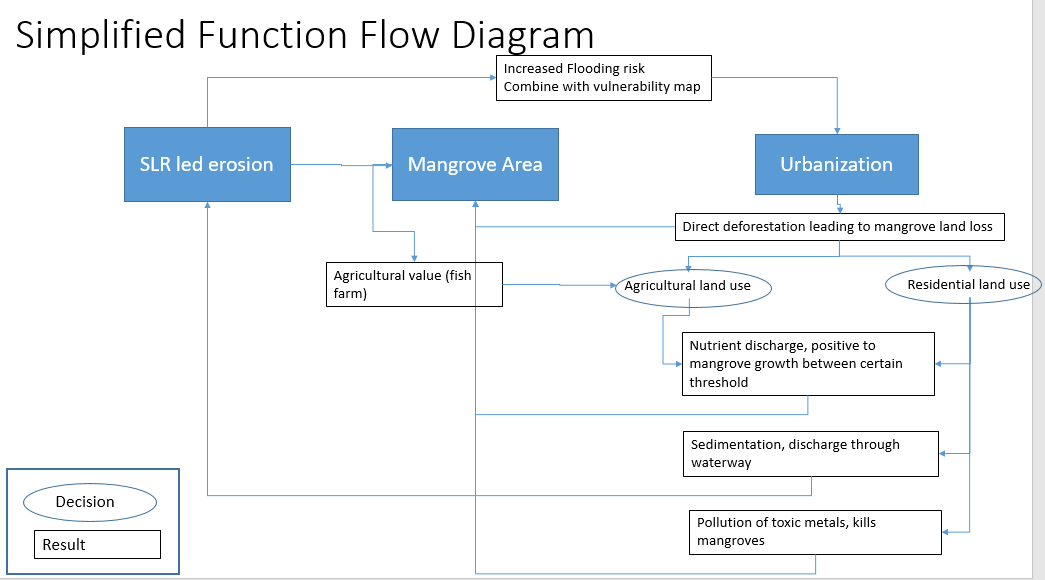 Simplified Function Flow Diagram
Increased Flooding risk
Combine with vulnerability map
SLR led erosion
Mangrove Area
Urbanization
Direct deforestation leading to mangrove land loss
Agricultural value (fish
farm)
Agricultural land use
Residential land use
Nutrient discharge, positive to
mangrove growth between certain
threshold
Sedimentation, discharge through
waterway
Pollution of toxic metals, kills
mangroves
Decision
Result